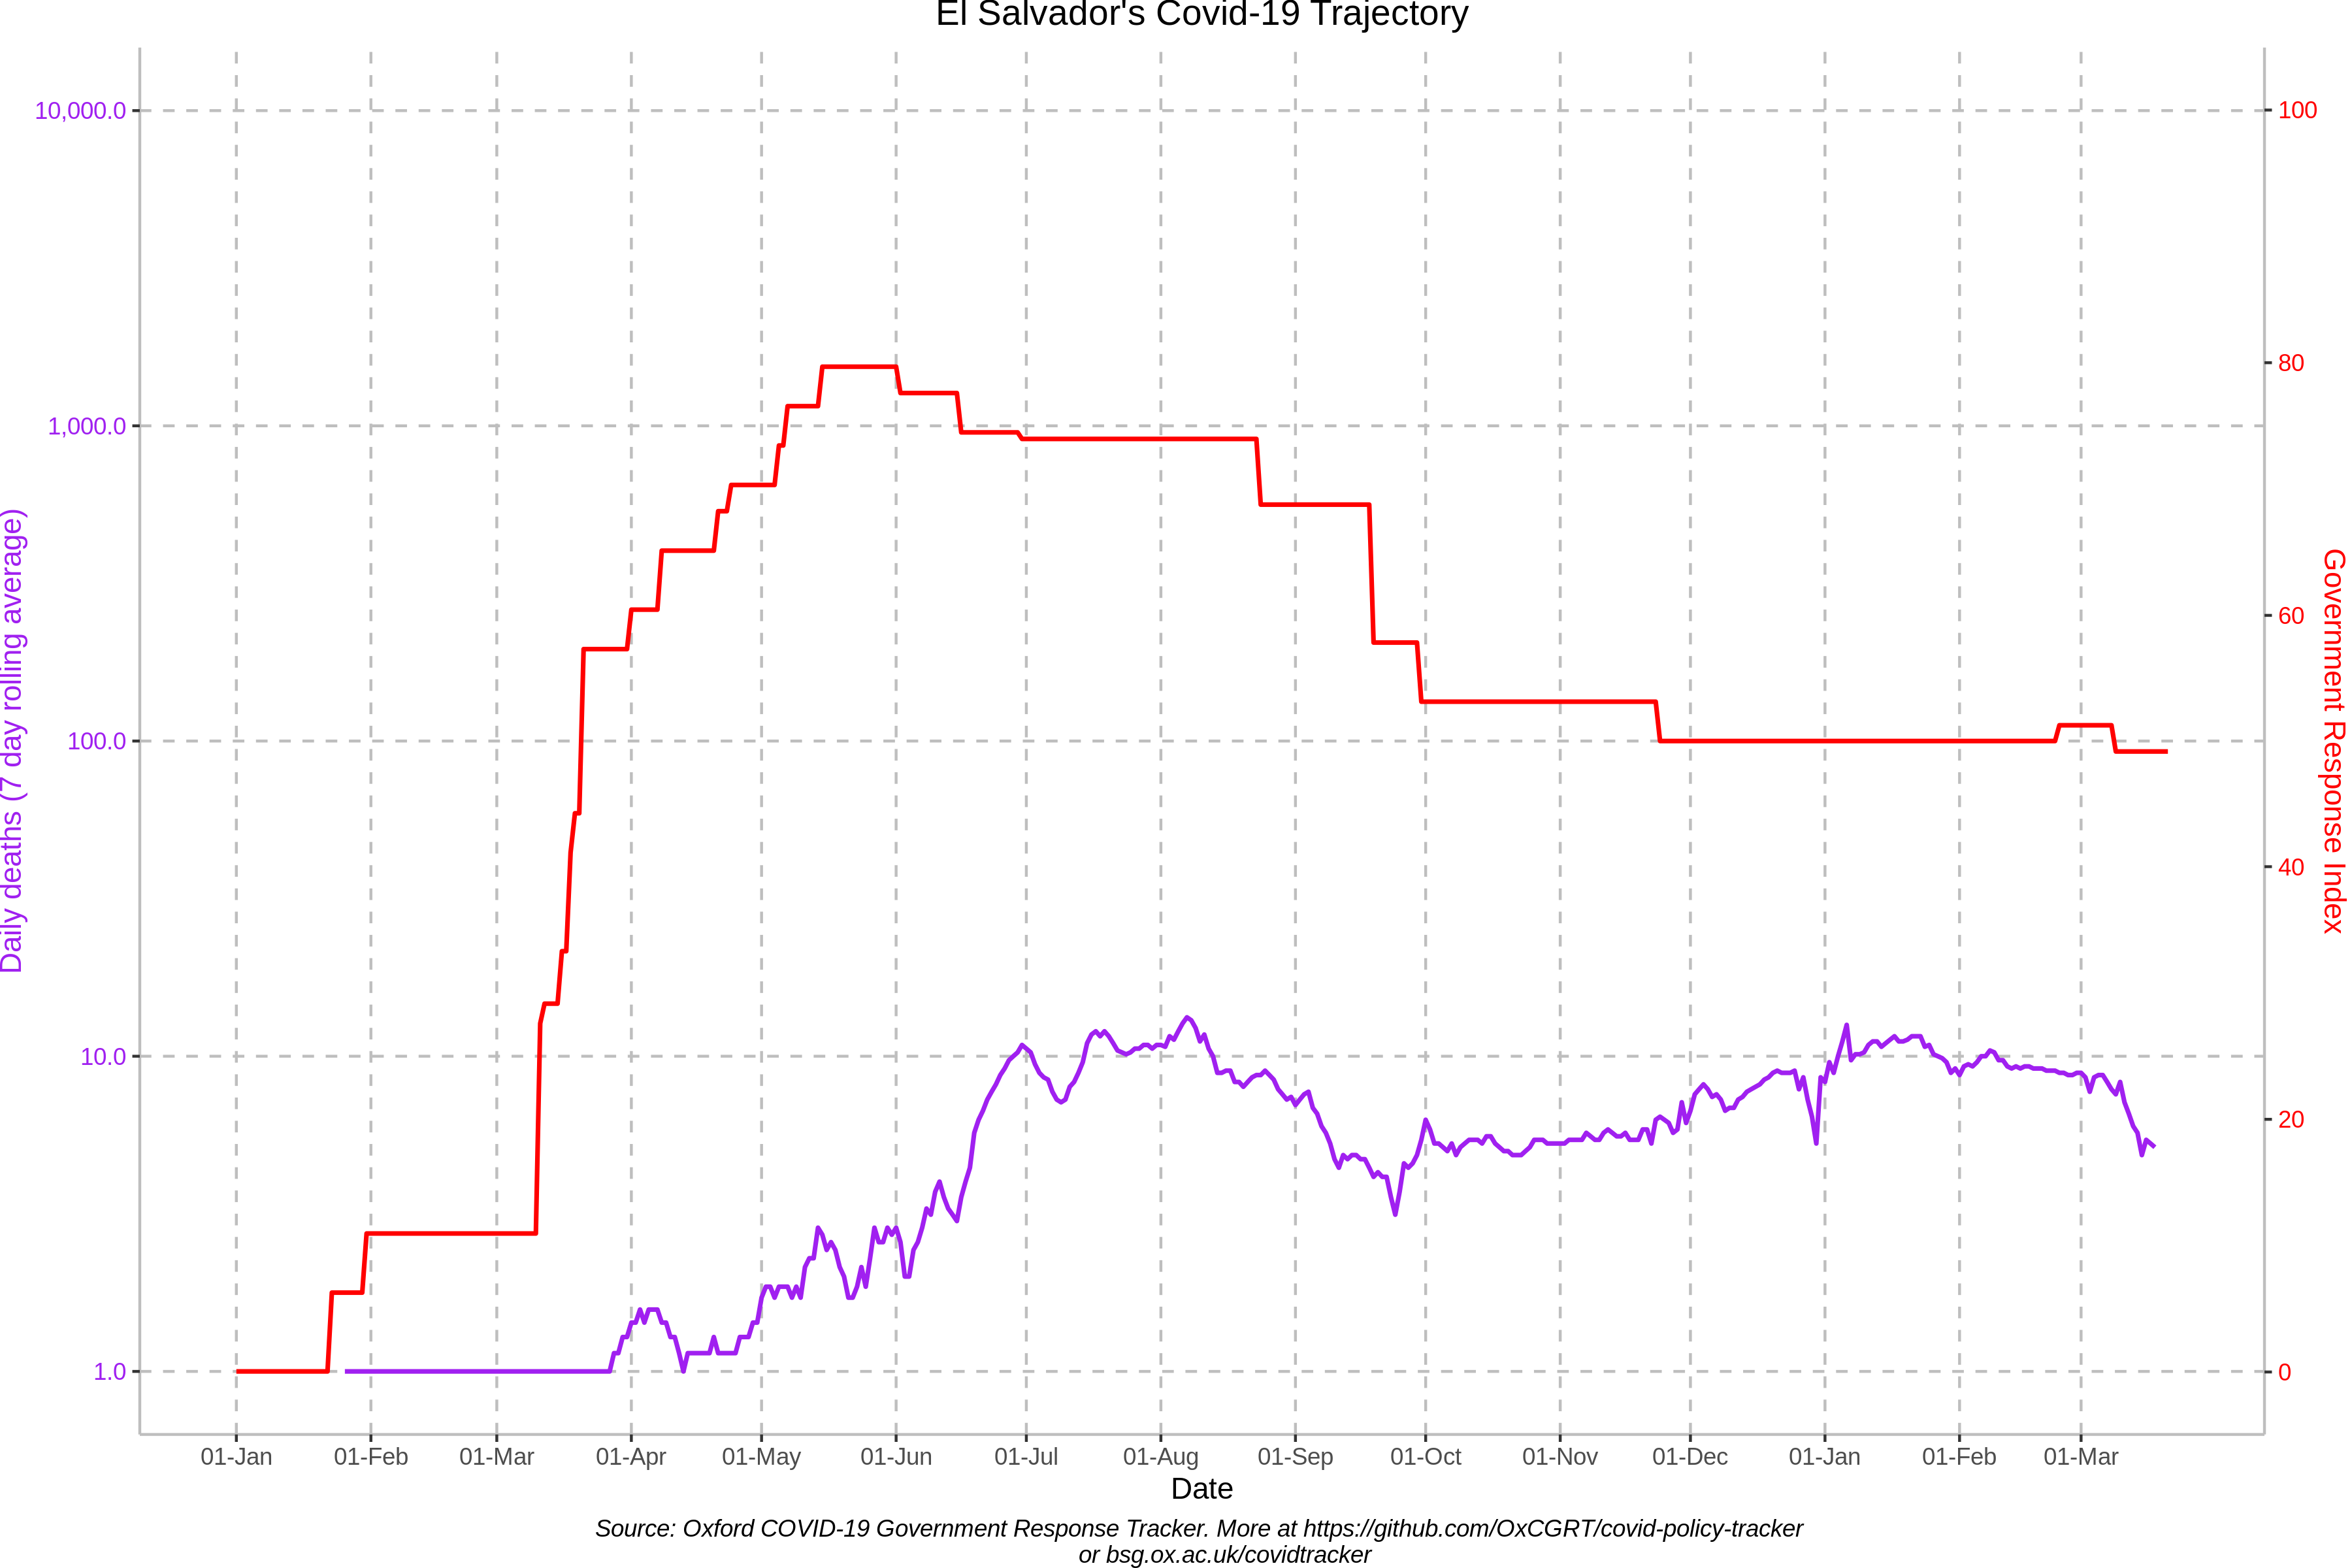 El Salvador's Covid-19 Trajectory
10,000.0
1,000.0
100.0
10.0
1.0
Daily deaths (7 day rolling average)
100
80
60
40
20
0
Government Response Index
01-Jan 01-Feb 01-Mar 01-Apr 01-May 01-Jun 01-Jul 01-Aug 01-Sep 01-Oct 01-Nov 01-Dec 01-Jan 01-Feb 01-Mar
Date
Source: Oxford COVID-19 Government Response Tracker. More at https://github.com/OxCGRT/covid-policy-tracker
or bsg.ox.ac.uk/covidtracker